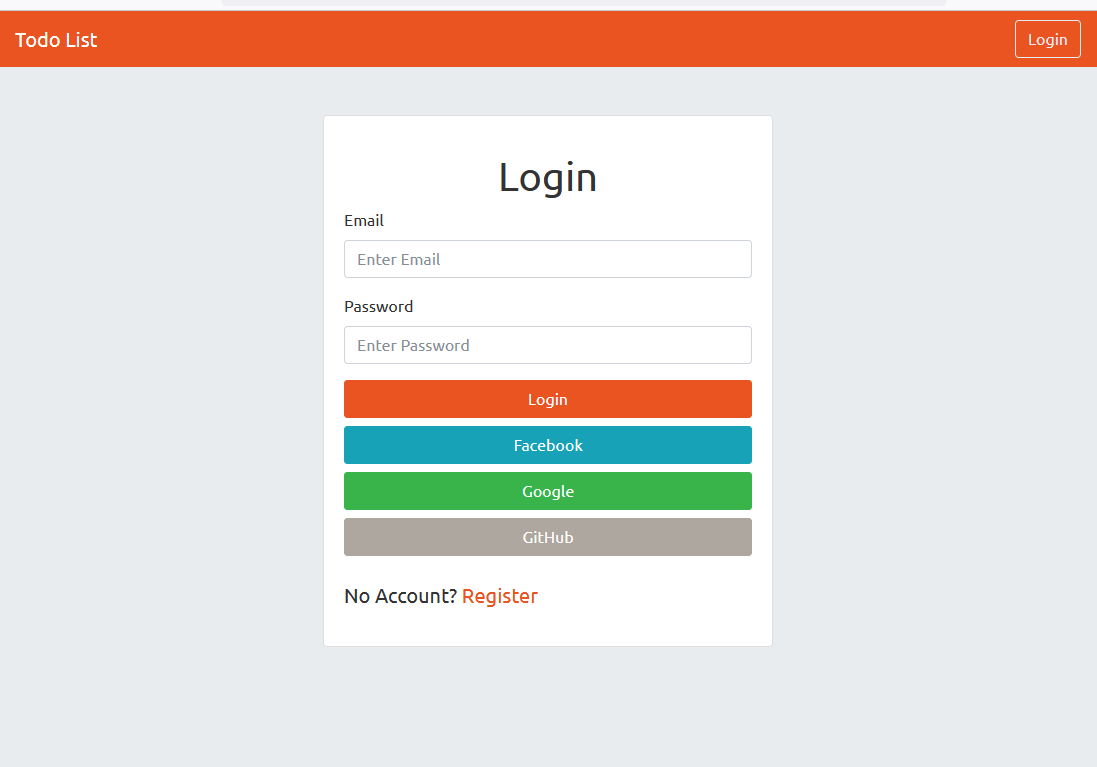 Todo List
Login
Login
Email
Enter Email
Password
Enter Password
Login
Facebook
Google
GitHub
No Account? Register